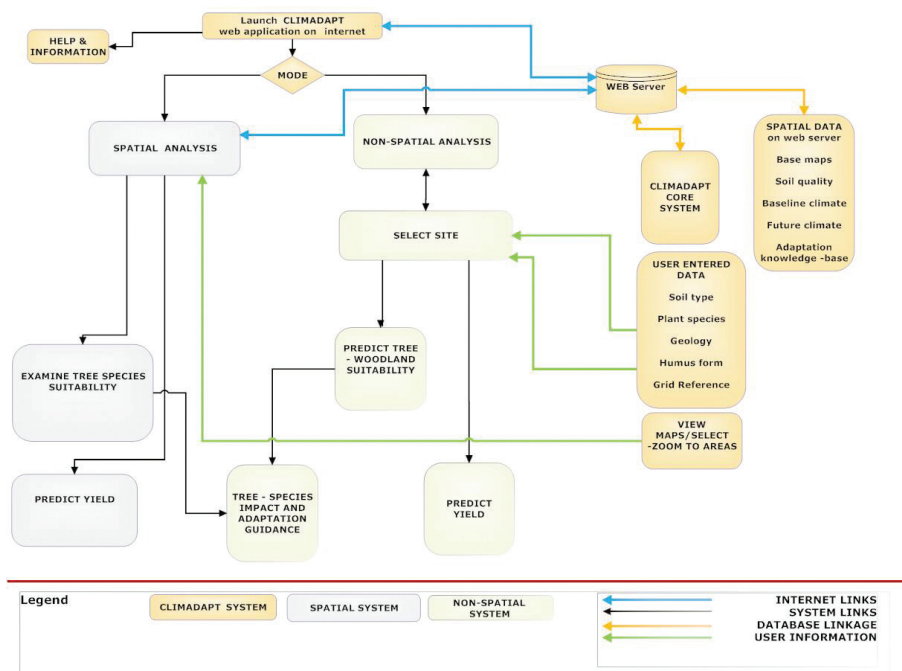 Launch CLIMADAPT
web application on internet
HELP &
INFORMATION
MODE
WEB Server
SPATIAL ANALYSIS
NON-SPATIAL ANALYSIS
SPATIAL DATA
on web server
Base maps
Soil quality
Baseline climate
Future climate
Adaptation
knowledge -base
CLIMADAPT
CORE
SYSTEM
SELECT SITE
USER ENTERED
DATA
Soil type
Plant species
Geology
Humus form
Grid Reference
PREDICT TREE
- WOODLAND
SUITABILITY
EXAMINE TREE SPECIES
SUITABILITY
VIEW
MAPS/SELECT
-ZOOM TO AREAS
PREDICT YIELD
TREE - SPECIES
IMPACT AND
ADAPTATION
GUIDANCE
PREDICT
YIELD
Legend
CLIMADAPT SYSTEM
SPATIAL SYSTEM
NON-SPATIAL
SYSTEM
INTERNET LINKS
SYSTEM LINKS
DATABASE LINKAGE
USER INFORMATION